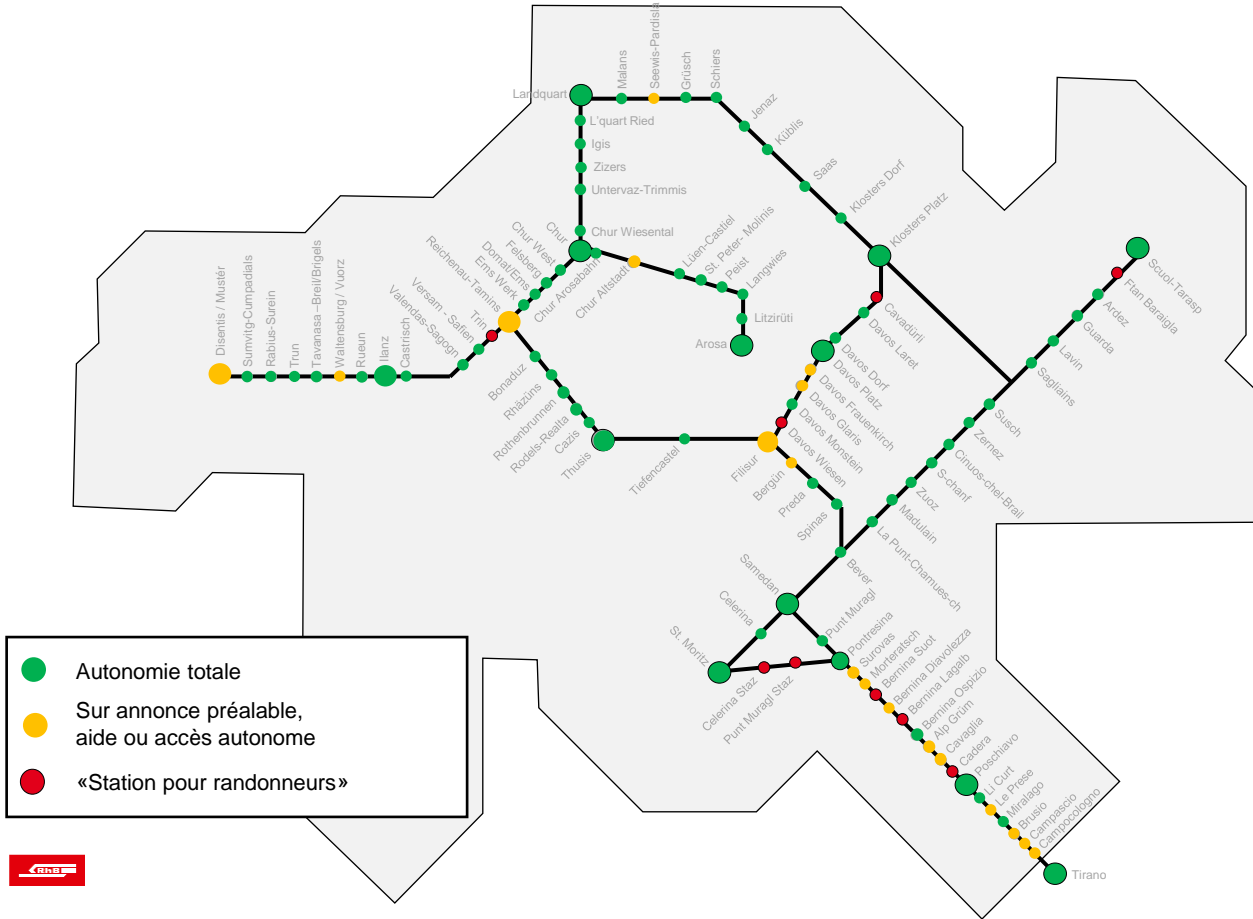 Landquart
Malans
Seewis-Pardisla
Grüsch
Schiers
Jenaz
Küblis
Saas
Klosters Dorf
Klosters Platz
L'quart Ried
Igis
Zizers
Untervaz-Trimmis
Chur Wiesental
Chur
Chur West
Felsberg
Domat/Ems
Ems Werk
Reichenau-Tamins
Trin
Versam - Safien
Valendas-Sagogn
Castrisch
Ilanz
Rueun
Waltensburg / Vuorz
Tavanasa –Breil/Brigels
Trun
Rabius-Surein
Sumvitg-Cumpadials
Disentis / Mustér
Chur Arosabahn
Chur Altstadt
Lüen-Castiel
St. Peter- Molinis
Peist
Langwies
Litzirüti
Arosa
Cavadürli
Davos Laret
Davos Dorf
Davos Platz
Davos Frauenkirch
Davos Glaris
Davos Monstein
Davos Wiesen
Filisur
Bonaduz
Rhäzüns
Rothenbrunnen
Rodels-Realta
Cazis
Thusis
Tiefencastel
Bergün
Preda
Spinas
Bever
Scuol-Tarasp
Ftan Baraigla
Ardez
Guarda
Lavin
Sagliains
Susch
Zernez
Cinuos-chel-Brail
S-chanf
Zuoz
Madulain
La Punt-Chamues-ch
Samedan
Celerina
St. Moritz
Celerina Staz
Punt Muragl Staz
Punt Muragl
Pontresina
Surovas
Morteratsch
Bernina Suot
Bernina Diavolezza
Bernina Lagalb
Bernina Ospizio
Alp Grüm
Cavaglia
Cadera
Poschiavo
Li Curt
Le Prese
Miralago
Brusio
Campascio
Campocologno
Tirano
Autonomie totale
Sur annonce préalable,
aide ou accès autonome
«Station pour randonneurs»
RhB